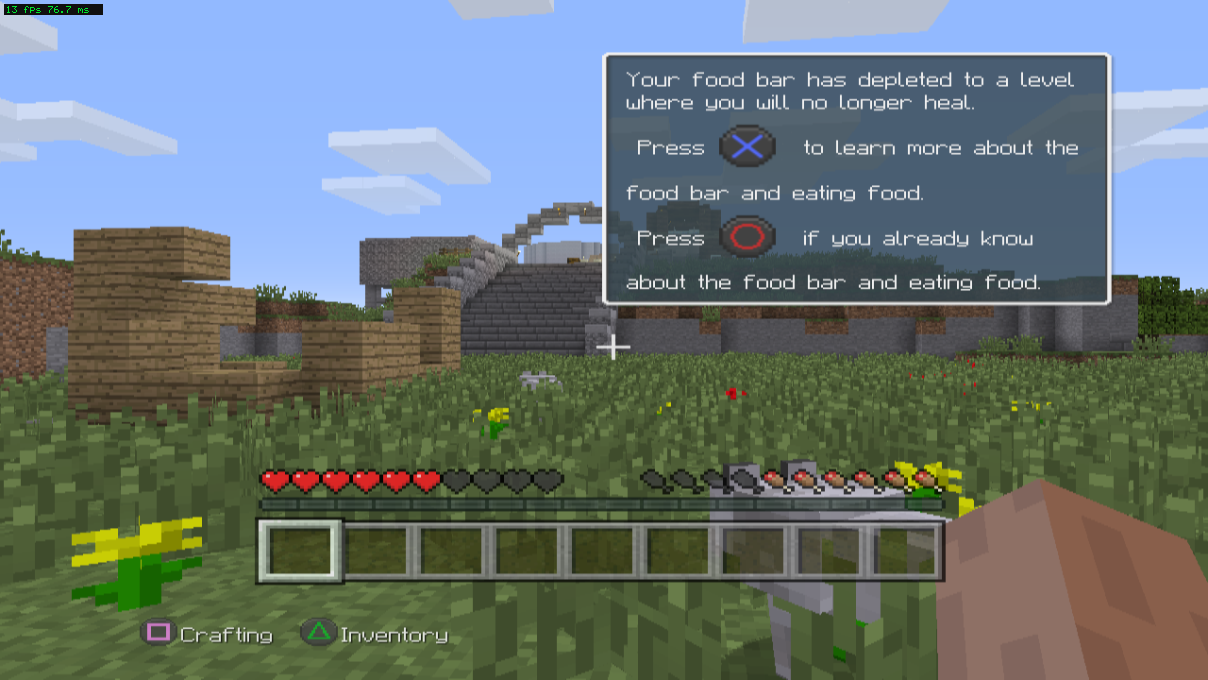 13 fps 76.7 ms
Your food bar has depleted to a level
where you will no longer heal.
Press to learn more about the
food bar and eating food.
Press if you already know
about the food bar and eating food.
Crafting Inventory